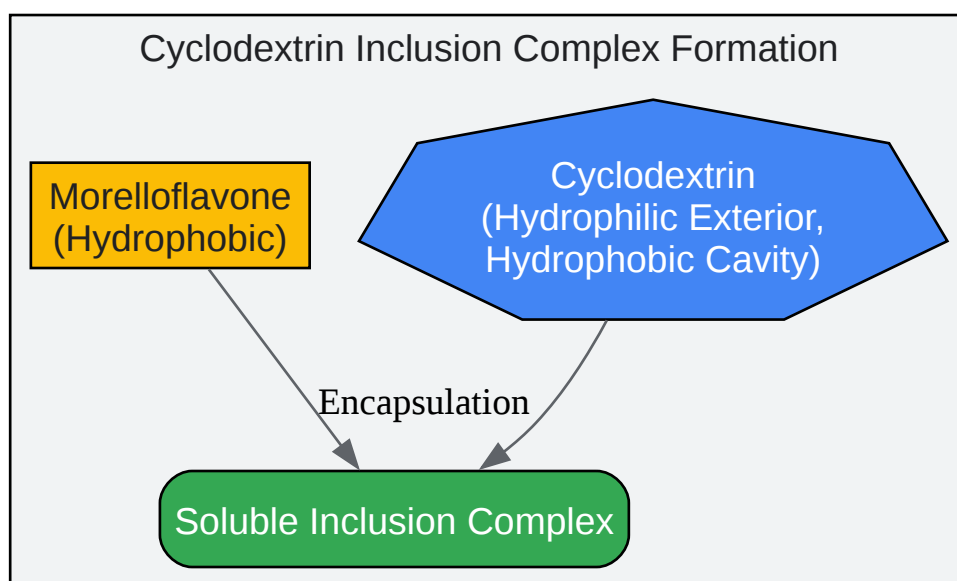 Cyclodextrin Inclusion Complex Formation
Morelloflavone
(Hydrophobic)
Cyclodextrin
(Hydrophilic Exterior,
Hydrophobic Cavity)
Encapsulation
Soluble Inclusion Complex